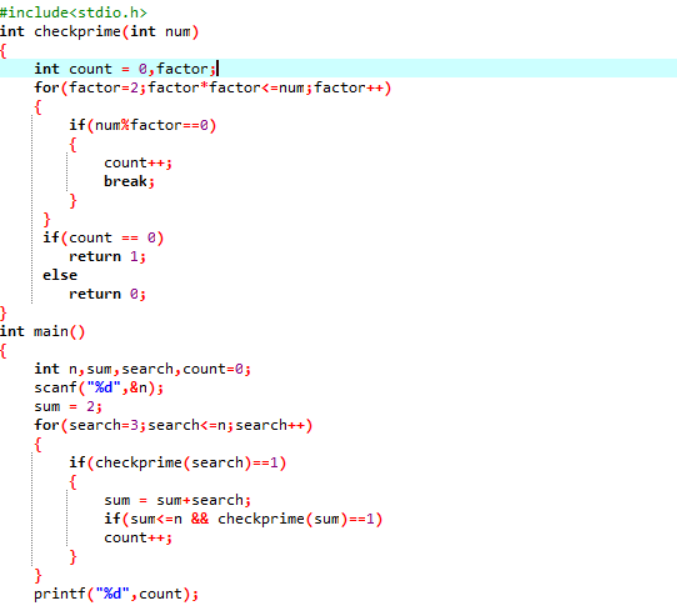 #include<stdio.h>
int checkprime(int num)
{
    int count = 0,factor;
    for(factor=2;factor*factor<=num;factor++)
    {
        if(num%factor==0)
        {
            count++;
            break;
        }
    }
    if(count == 0)
        return 1;
    else
        return 0;
}
int main()
{
    int n,sum,search,count=0;
    scanf("%d",&n);
    sum = 2;
    for(search=3;search<=n;search++)
    {
        if(checkprime(search)==1)
        {
            sum = sum+search;
            if(sum<=n && checkprime(sum)==1)
            count++;
        }
    }
    printf("%d",count);